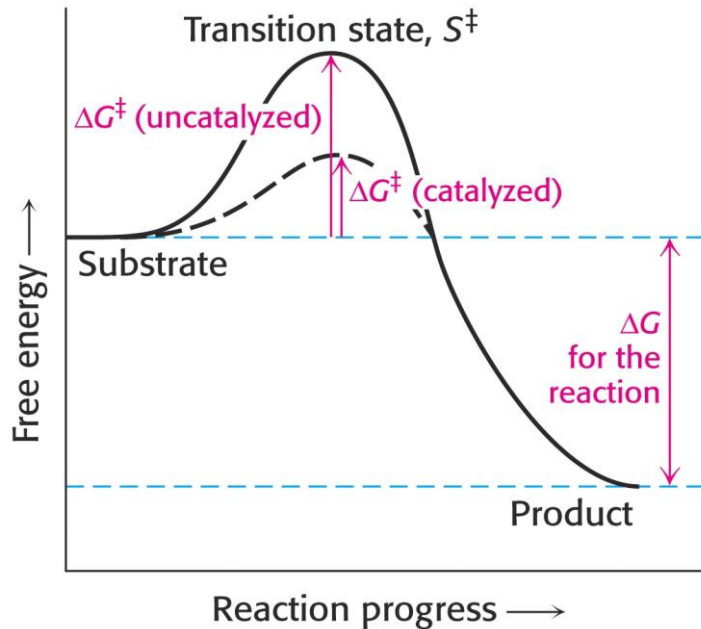 Transition state, S‡
ΔG‡ (uncatalyzed)
ΔG‡ (catalyzed)
Substrate
ΔG
for the
reaction
Product
Free energy →
Reaction progress →